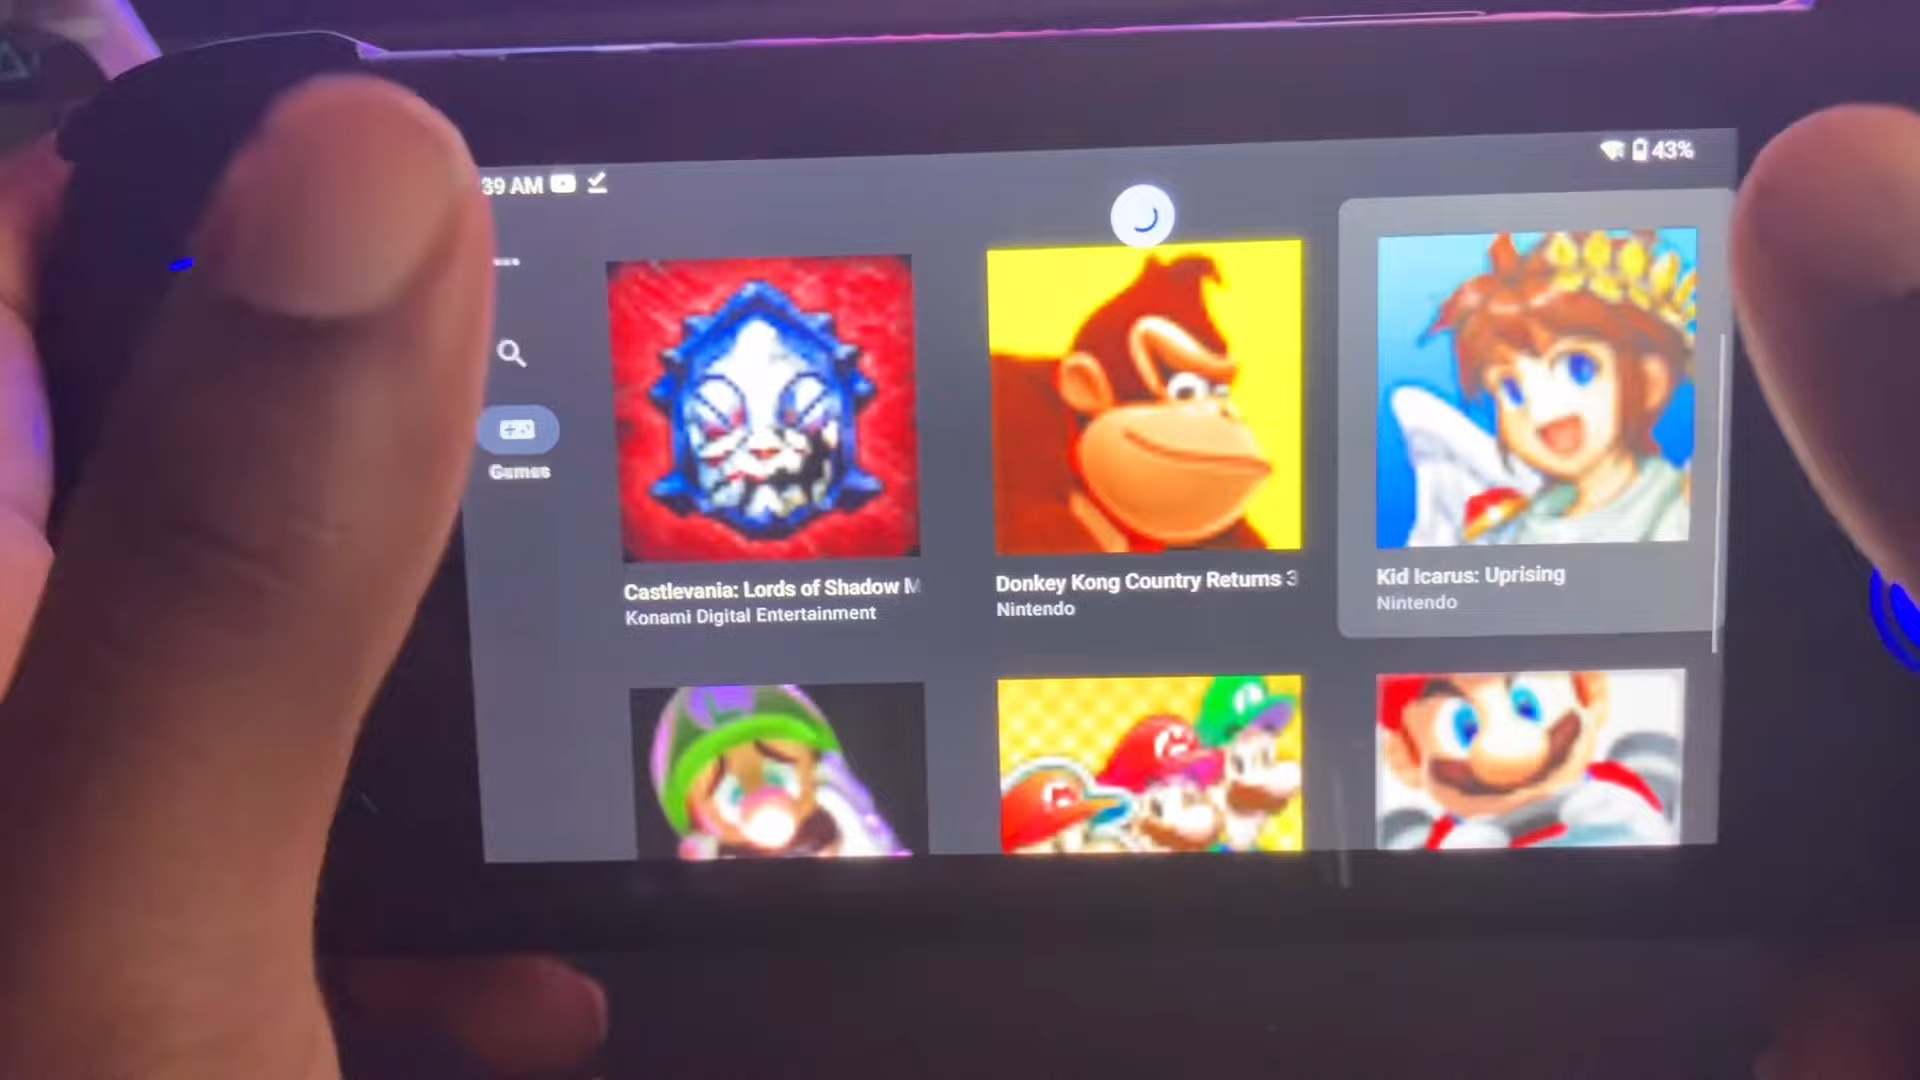 39 AM
43%
Castlevania: Lords of Shadow M
Konami Digital Entertainment
Donkey Kong Country Returns 3
Nintendo
Kid Icarus: Uprising
Nintendo
Games